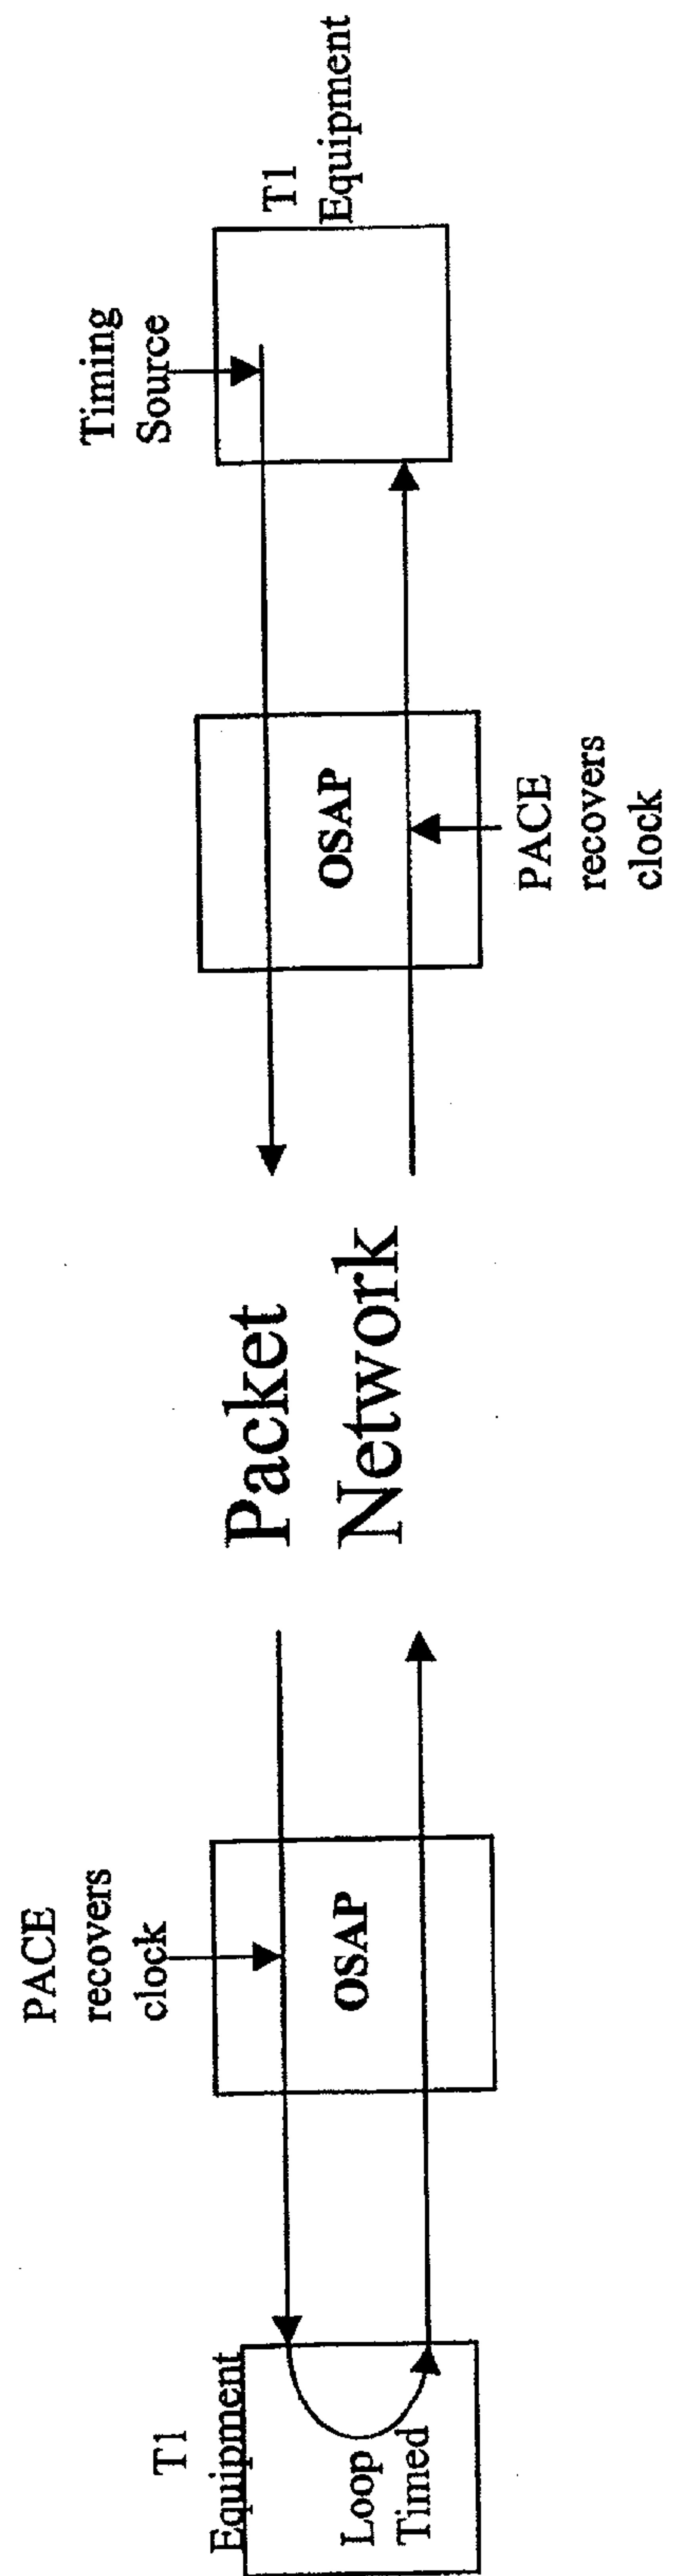 T1
Equipment
Loop
Timed
PACE
recovers
clock
OSAP
Packet
Network
OSAP
PACE
recovers
clock
Timing
Source
T1
Equipment